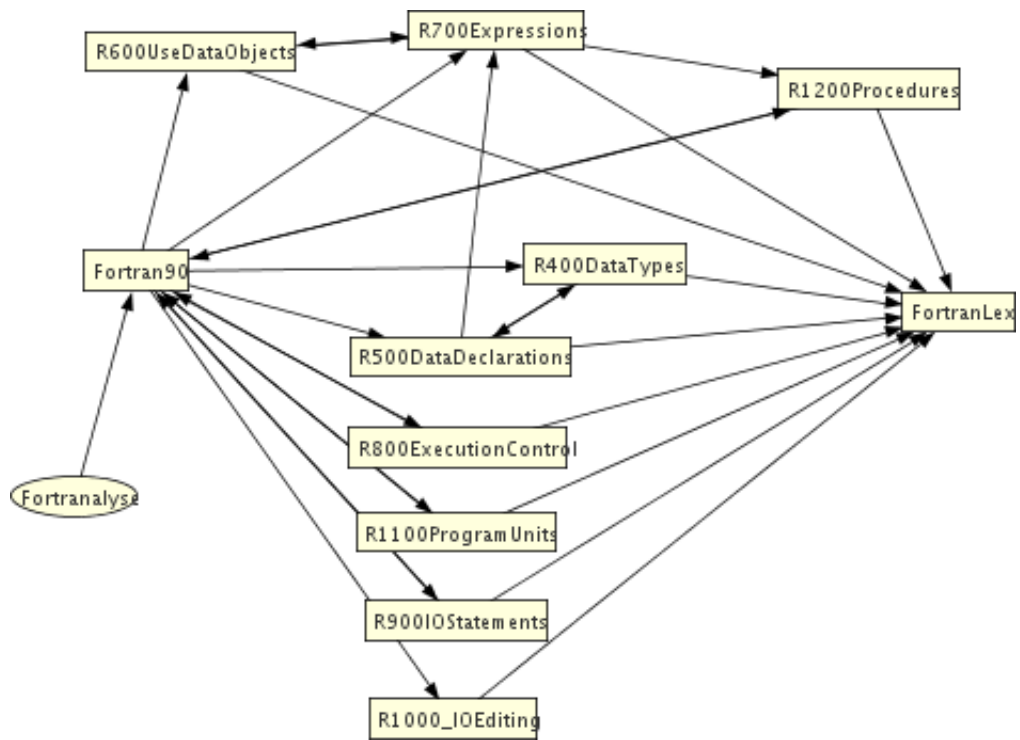 R700Expressions
R600UseDataObjects
R1200Procedures
Fortran90
R400DataTypes
FortranLex
R500DataDeclarations
R800ExecutionControl
Fortranalyse
R1100ProgramUnits
R900IOStatements
R1000_IOEditing